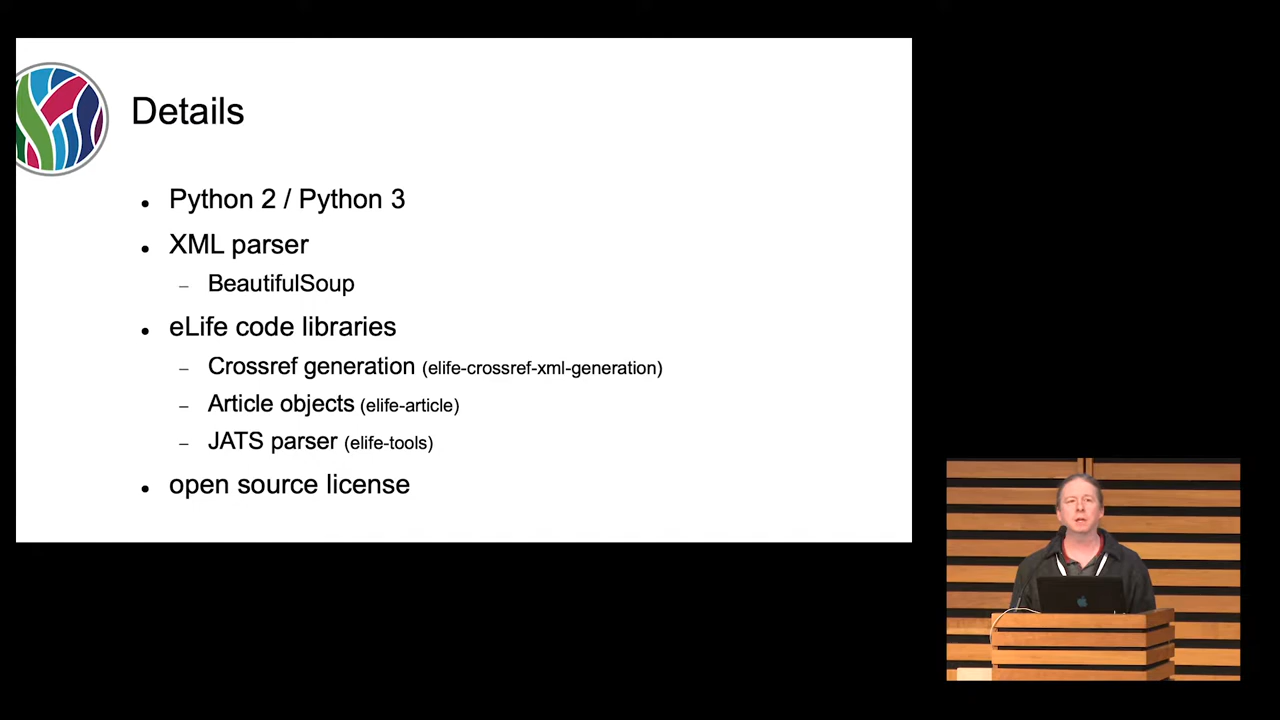 Details
Python 2 / Python 3
XML parser
BeautifulSoup
eLife code libraries
Crossref generation (elife-crossref-xml-generation)
Article objects (elife-article)
JATS parser (elife-tools)
open source license